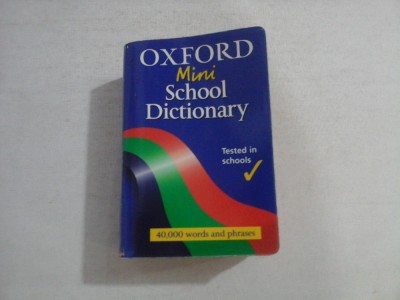 OXFORD
Mini
School
Dictionary
Tested in
schools
40,000 words and phrases